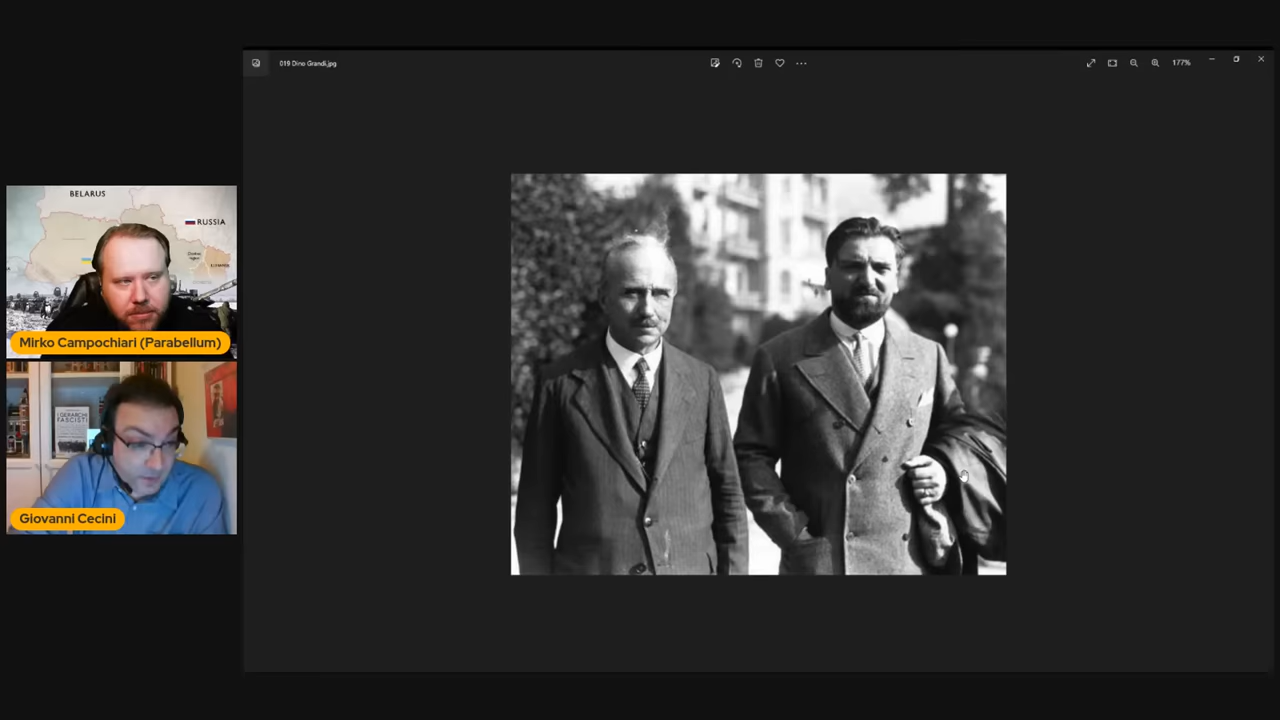 019 Dino Grandi.jpg
177%
BELARUS
RUSSIA
Mirko Campochiari (Parabellum)
I GERARCHI
FASCISTI
Giovanni Cecini